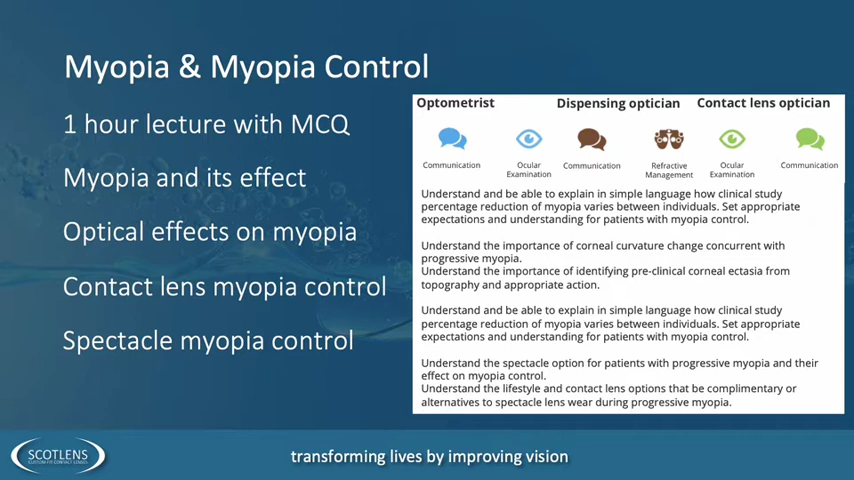 Myopia & Myopia Control
1 hour lecture with MCQ
Myopia and its effect
Optical effects on myopia
Contact lens myopia control
Spectacle myopia control
Optometrist
Dispensing optician
Contact lens optician
Communication
Ocular
Examination
Communication
Refractive
Management
Ocular
Examination
Communication
Understand and be able to explain in simple language how clinical study
percentage reduction of myopia varies between individuals. Set appropriate
expectations and understanding for patients with myopia control.
Understand the importance of corneal curvature change concurrent with
progressive myopia.
Understand the importance of identifying pre-clinical corneal ectasia from
topography and appropriate action.
Understand and be able to explain in simple language how clinical study
percentage reduction of myopia varies between individuals. Set appropriate
expectations and understanding for patients with myopia control.
Understand the spectacle option for patients with progressive myopia and their
effect on myopia control.
Understand the lifestyle and contact lens options that be complimentary or
alternatives to spectacle lens wear during progressive myopia.
SCOTLENS
CUSTOM FIT CONTACT LENSES
transforming lives by improving vision